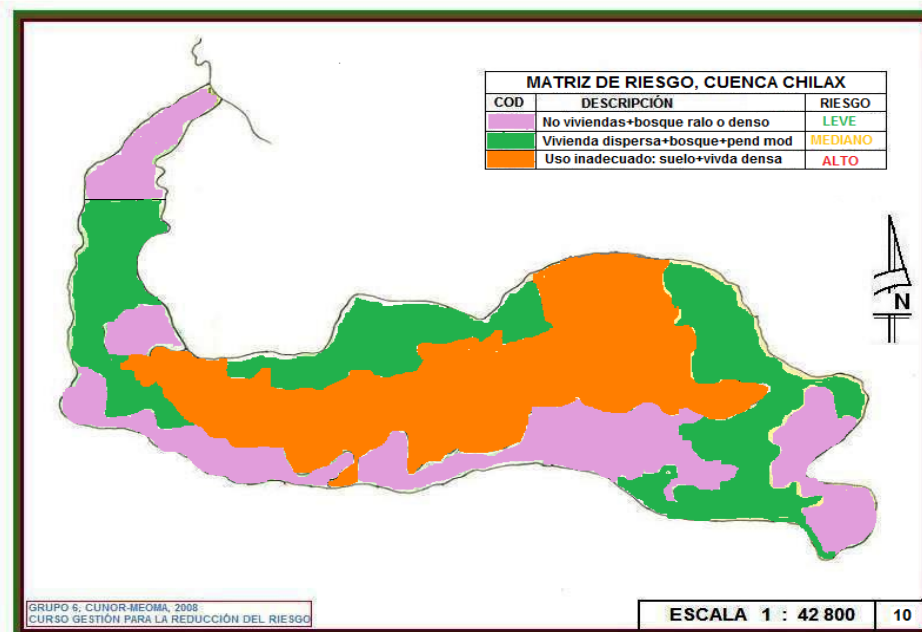 MATRIZ DE RIESGO, CUENCA CHILAX
COD DESCRIPCIÓN RIESGO
No viviendas+bosque ralo o denso LEVE
Vivienda dispersa+bosque+pend mod MEDIANO
Uso inadecuado: suelo+vivda densa ALTO
N
GRUPO 6, CUNOR-MEOMA, 2008
CURSO GESTIÓN PARA LA REDUCCIÓN DEL RIESGO
ESCALA 1 : 42 800 10